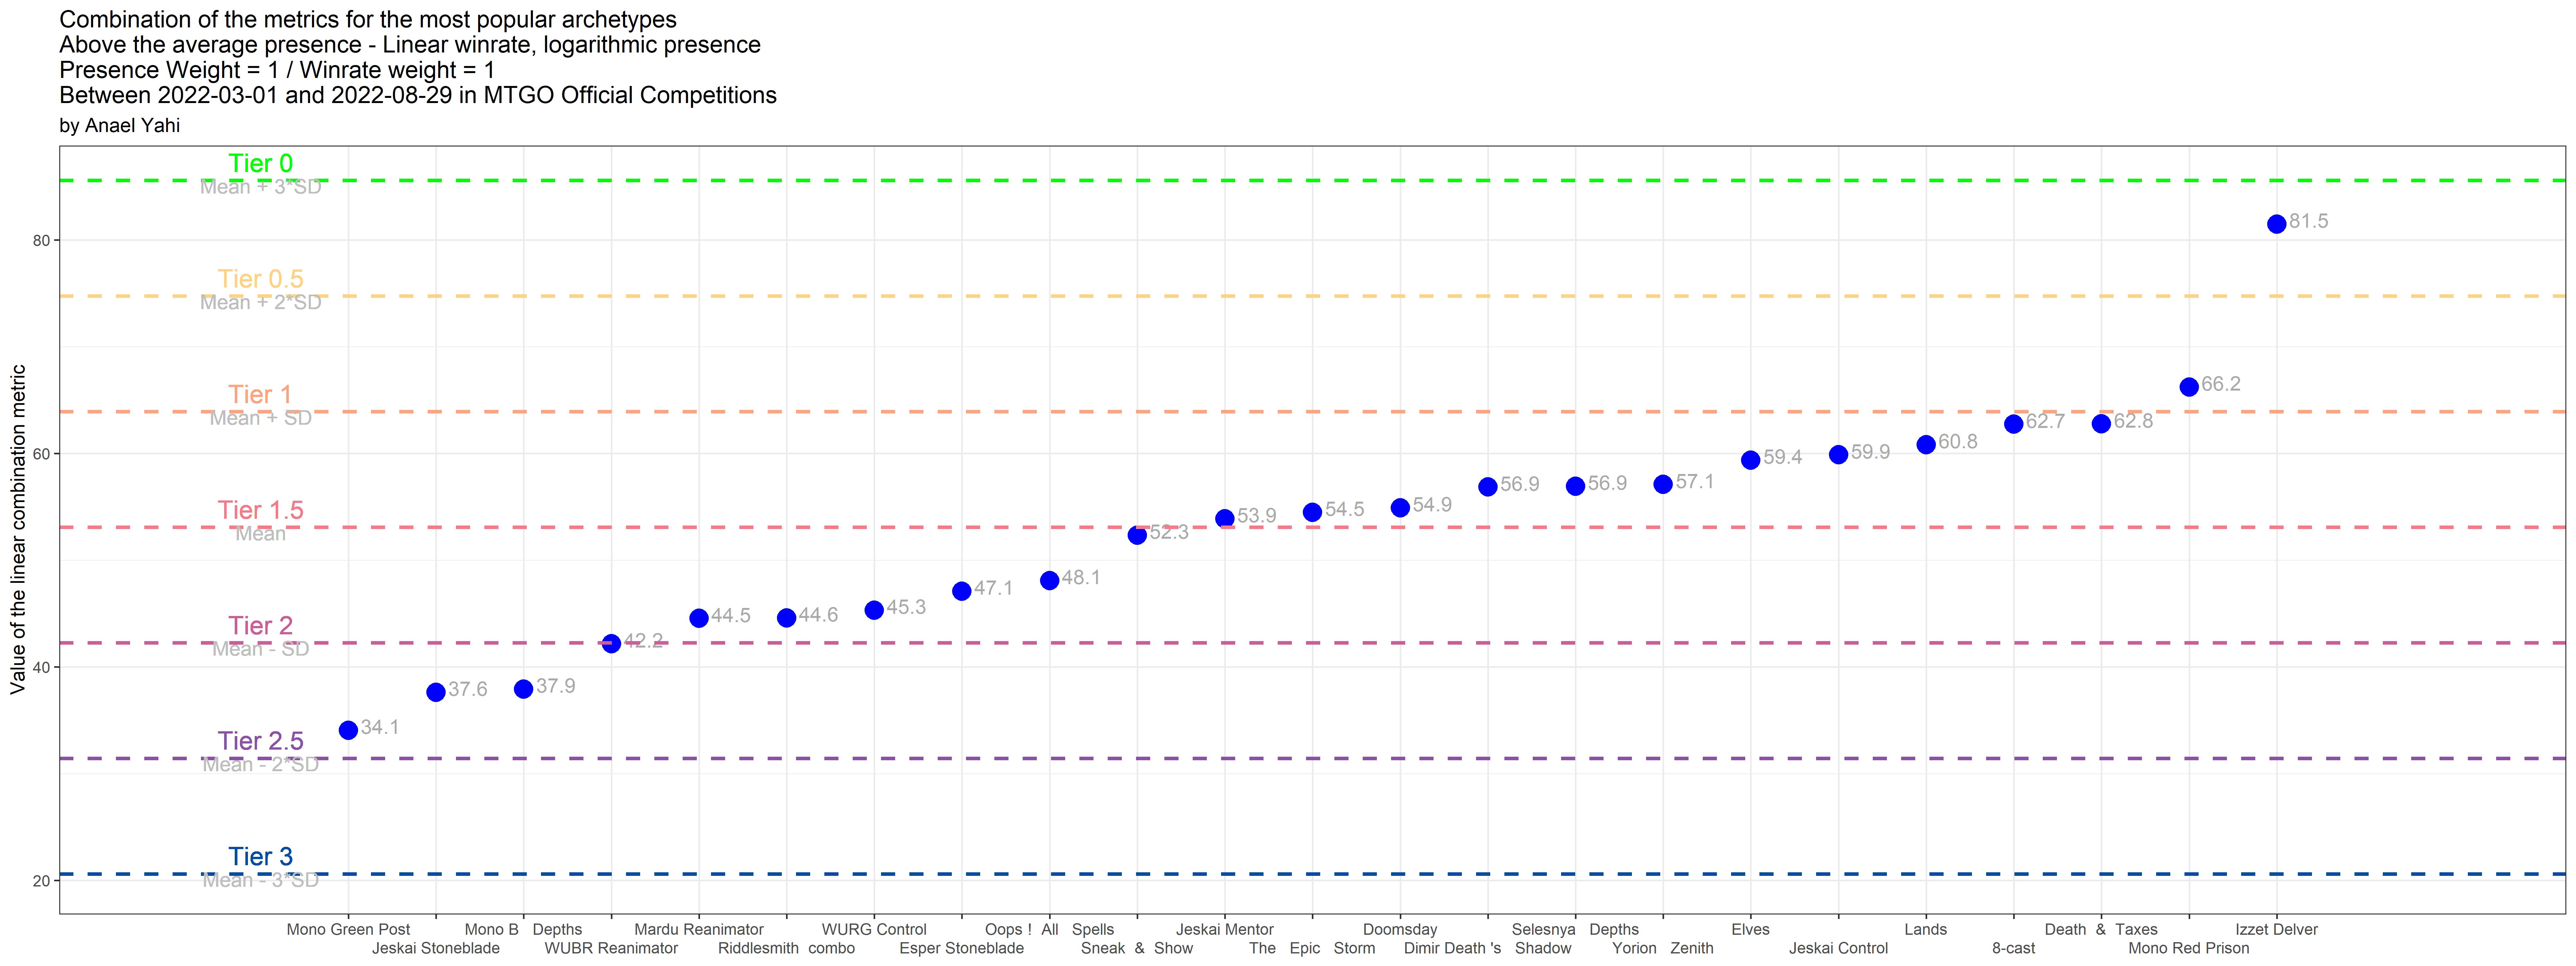 Combination of the metrics for the most popular archetypes
Above the average presence - Linear winrate, logarithmic presence
Presence Weight = 1 / Winrate weight = 1
Between 2022-03-01 and 2022-08-29 in MTGO Official Competitions
by Anael Yahi
Value of the linear combination metric
80
60
40
20
Tier 0
Mean + 3*SD
Tier 0.5
Mean + 2*SD
Tier 1
Mean + SD
Tier 1.5
Mean
Tier 2
Mean - SD
Tier 2.5
Mean - 2*SD
Tier 3
Mean - 3*SD
34.1
37.6
37.9
42.2
44.5
44.6
45.3
47.1
48.1
52.3
53.9
54.5
54.9
56.9
56.9
57.1
59.4
59.9
60.8
62.7
62.8
66.2
81.5
Mono Green Post
Jeskai Stoneblade
Mono B Depths
WUBR Reanimator
Mardu Reanimator
Riddlesmith combo
WURG Control
Esper Stoneblade
Oops ! All Spells
Sneak & Show
Jeskai Mentor
The Epic Storm
Doomsday
Dimir Death 's Shadow
Selesnya Depths
Yorion Zenith
Elves
Jeskai Control
Lands
8-cast
Death & Taxes
Mono Red Prison
Izzet Delver